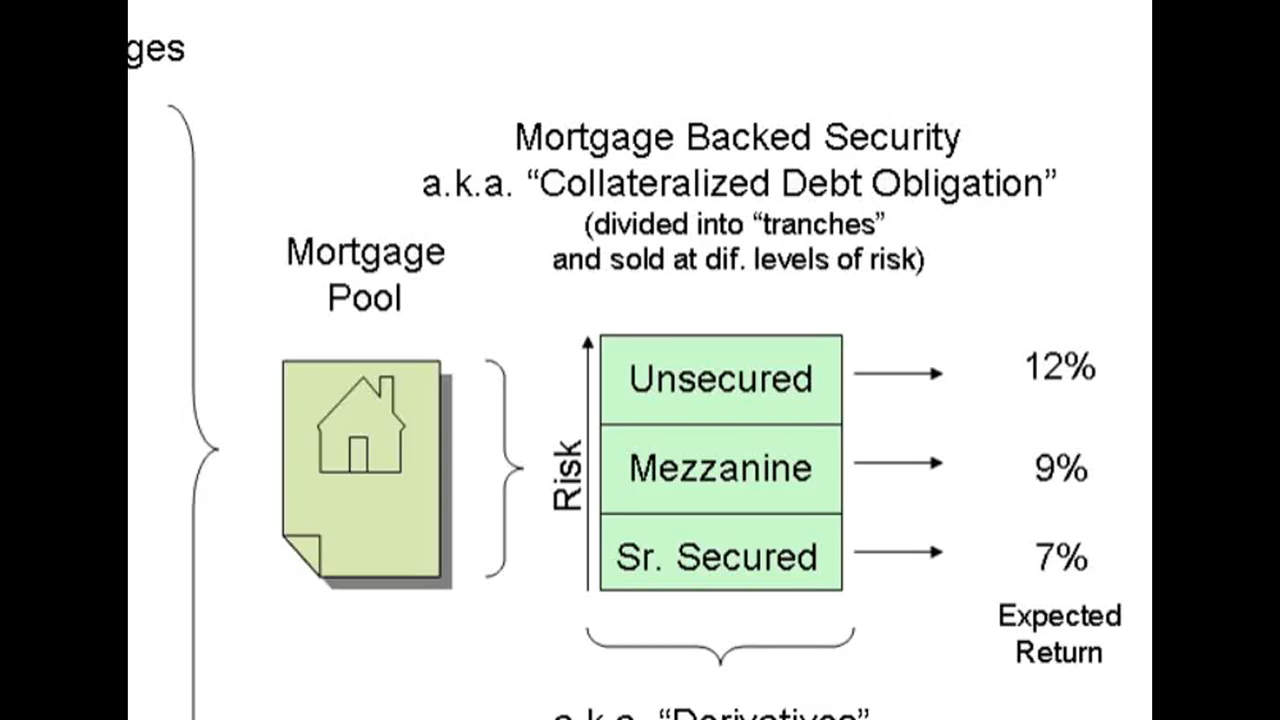 ges
Mortgage Backed Security
a.k.a. “Collateralized Debt Obligation”
(divided into “tranches”
and sold at dif. levels of risk)
Mortgage
Pool
Risk
Unsecured
12%
Mezzanine
9%
Sr. Secured
7%
Expected
Return
a.k.a. “Derivatives”